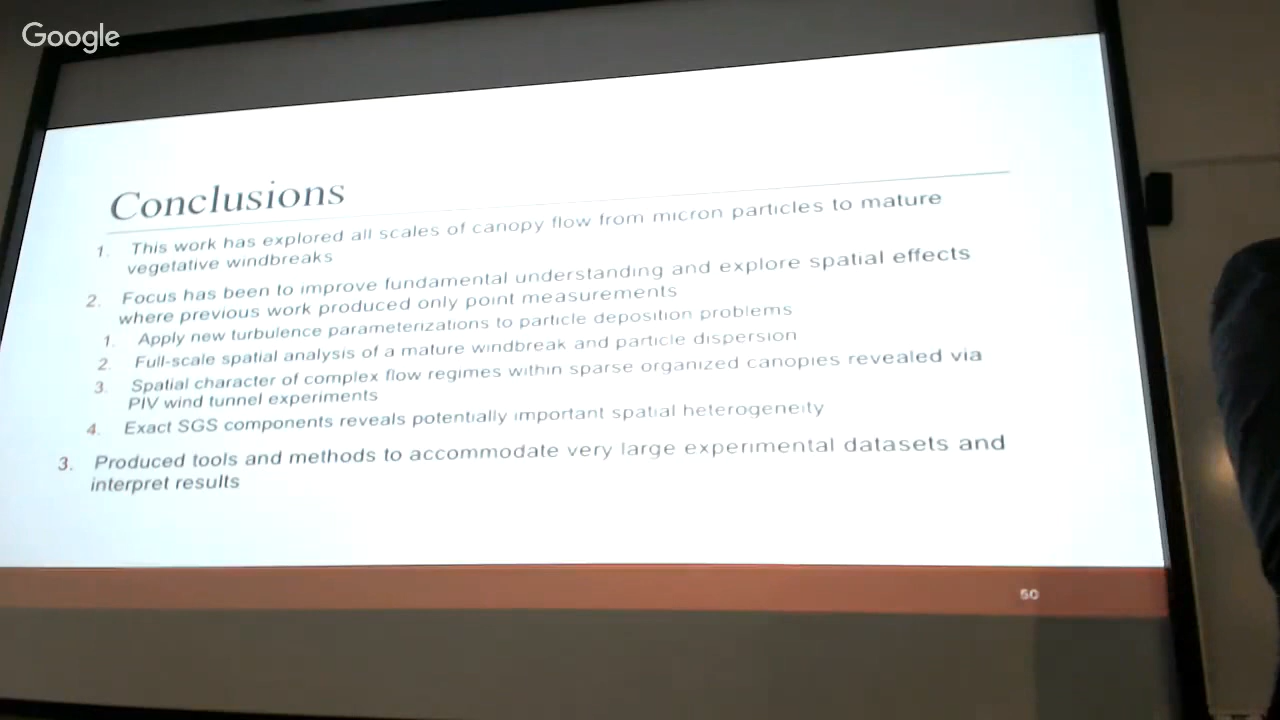 Google
Conclusions
1. This work has explored all scales of canopy flow from micron particles to mature
vegetative windbreaks
2. Focus has been to improve fundamental understanding and explore spatial effects
where previous work produced only point measurements
1. Apply new turbulence parameterizations to particle deposition problems
2. Full-scale spatial analysis of a mature windbreak and particle dispersion
3. Spatial character of complex flow regimes within sparse organized canopies revealed via
PIV wind tunnel experiments
4. Exact SGS components reveals potentially important spatial heterogeneity
3. Produced tools and methods to accommodate very large experimental datasets and
interpret results
50